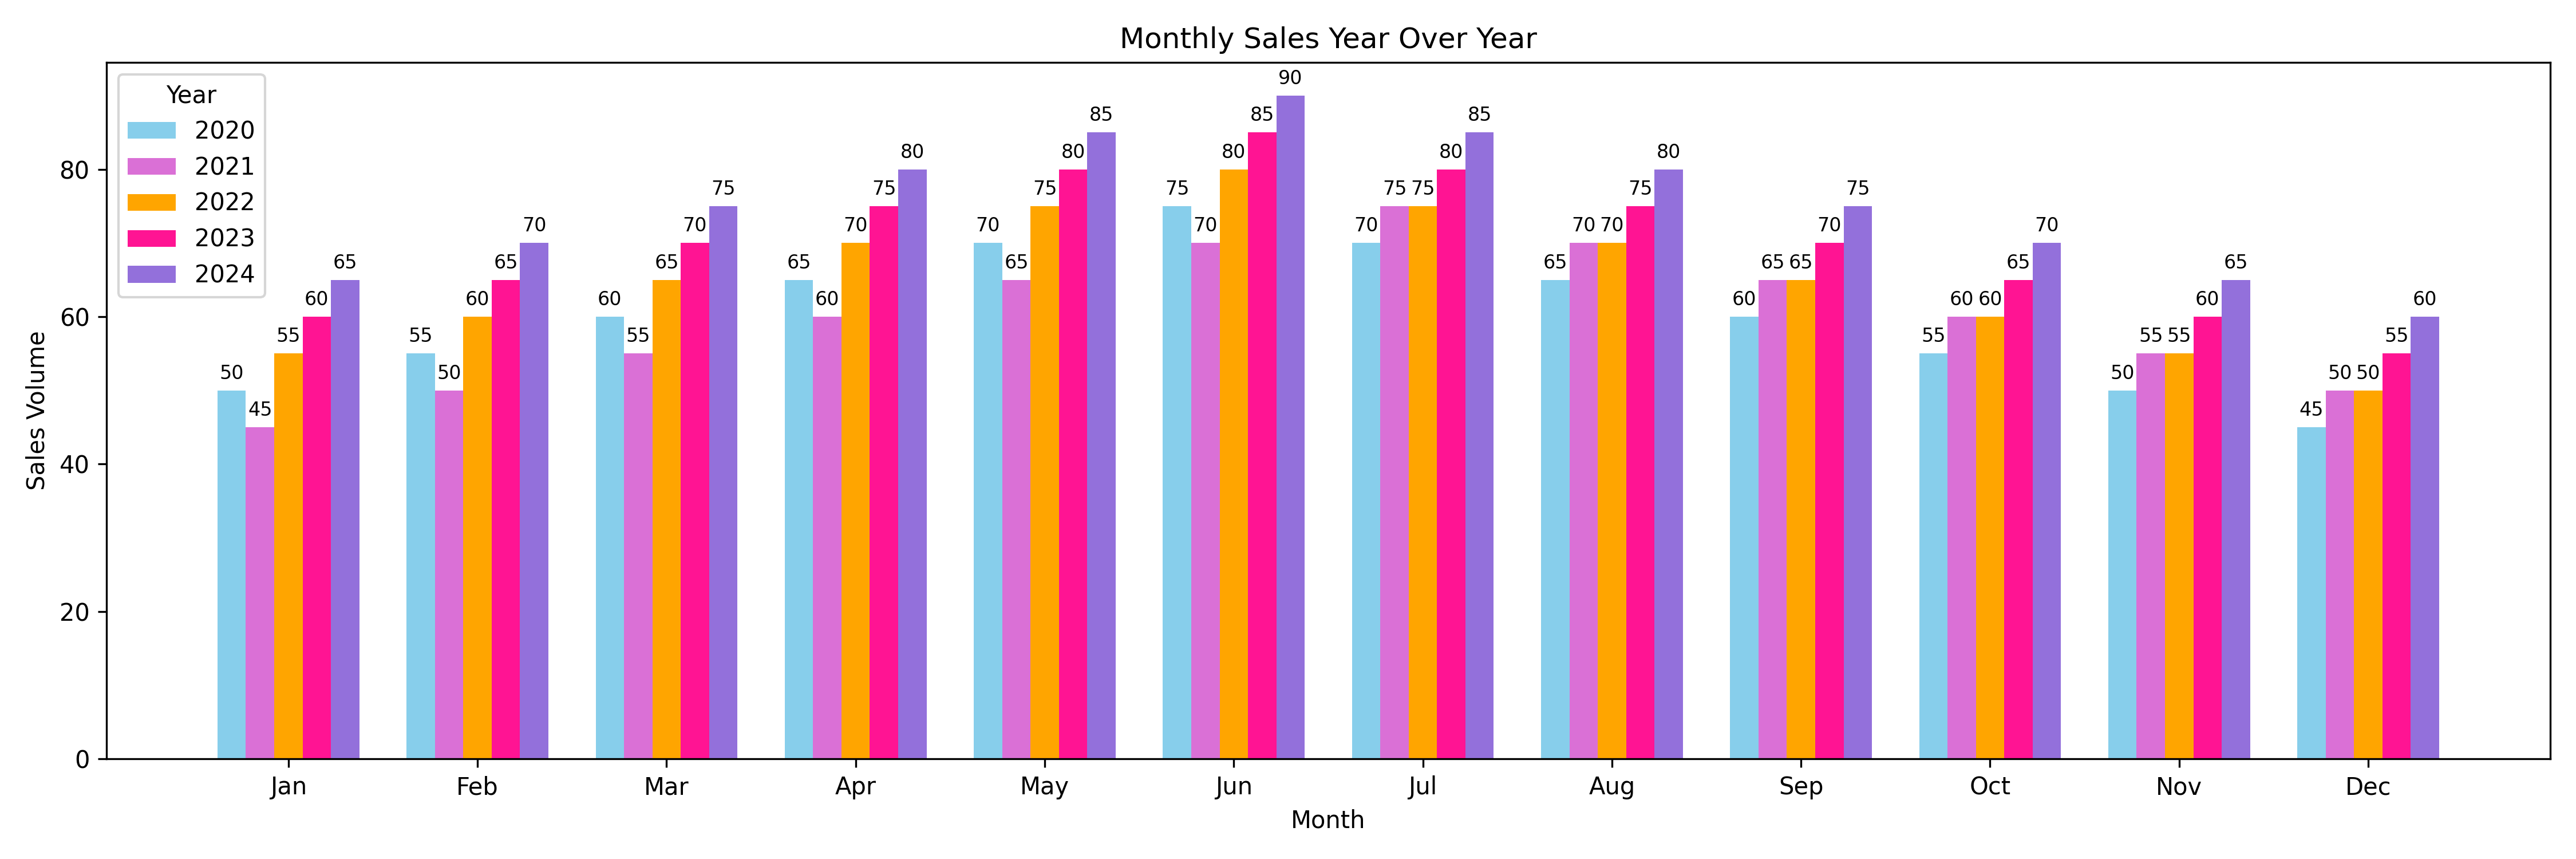 Monthly Sales Year Over Year
Year
2020
2021
2022
2023
2024
Sales Volume
80
60
40
20
0
50 45 55 60 65
55 50 60 65 70
60 55 65 70 75
65 60 70 75 80
70 65 75 80 85
75 70 80 85 90
70 75 75 80 85
65 70 70 75 80
60 65 65 70 75
55 60 60 65 70
50 55 55 60 65
45 50 50 55 60
Jan Feb Mar Apr May Jun Jul Aug Sep Oct Nov Dec
Month